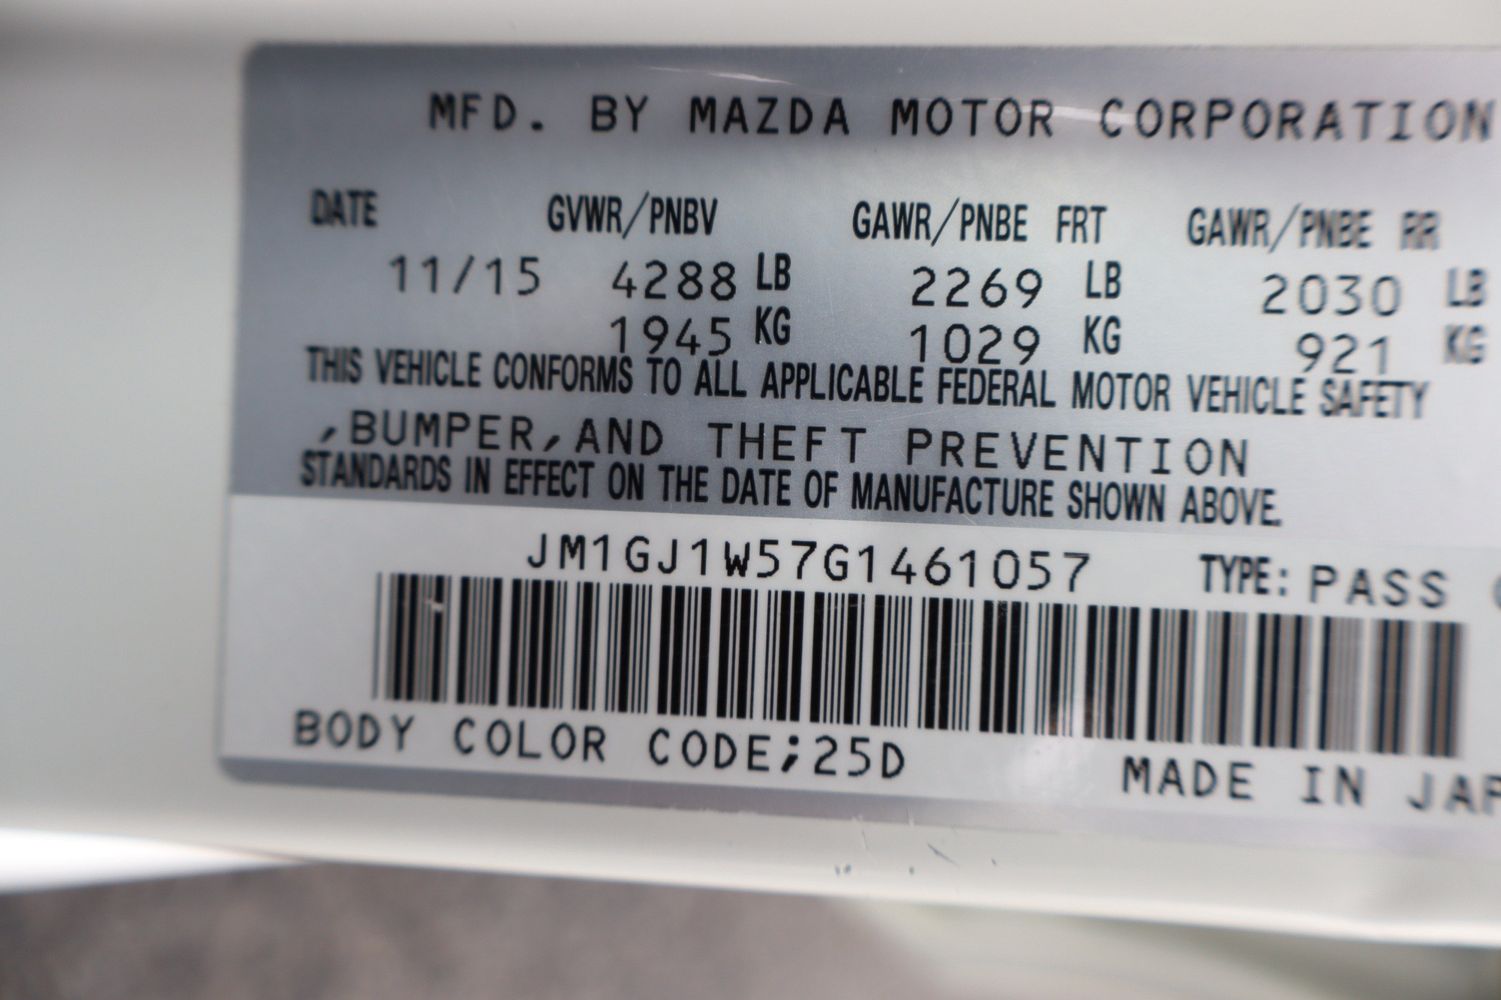 MFD. BY MAZDA MOTOR CORPORATION
DATE GVWR/PNBV GAWR/PNBE FRT GAWR/PNBE RR
11/15 4288 LB 2269 LB 2030 LB
1945 KG 1029 KG 921 KG
THIS VEHICLE CONFORMS TO ALL APPLICABLE FEDERAL MOTOR VEHICLE SAFETY
,BUMPER,AND THEFT PREVENTION
STANDARDS IN EFFECT ON THE DATE OF MANUFACTURE SHOWN ABOVE.
JM1GJ1W57G1461057 TYPE: PASS
BODY COLOR CODE;25D MADE IN JAP